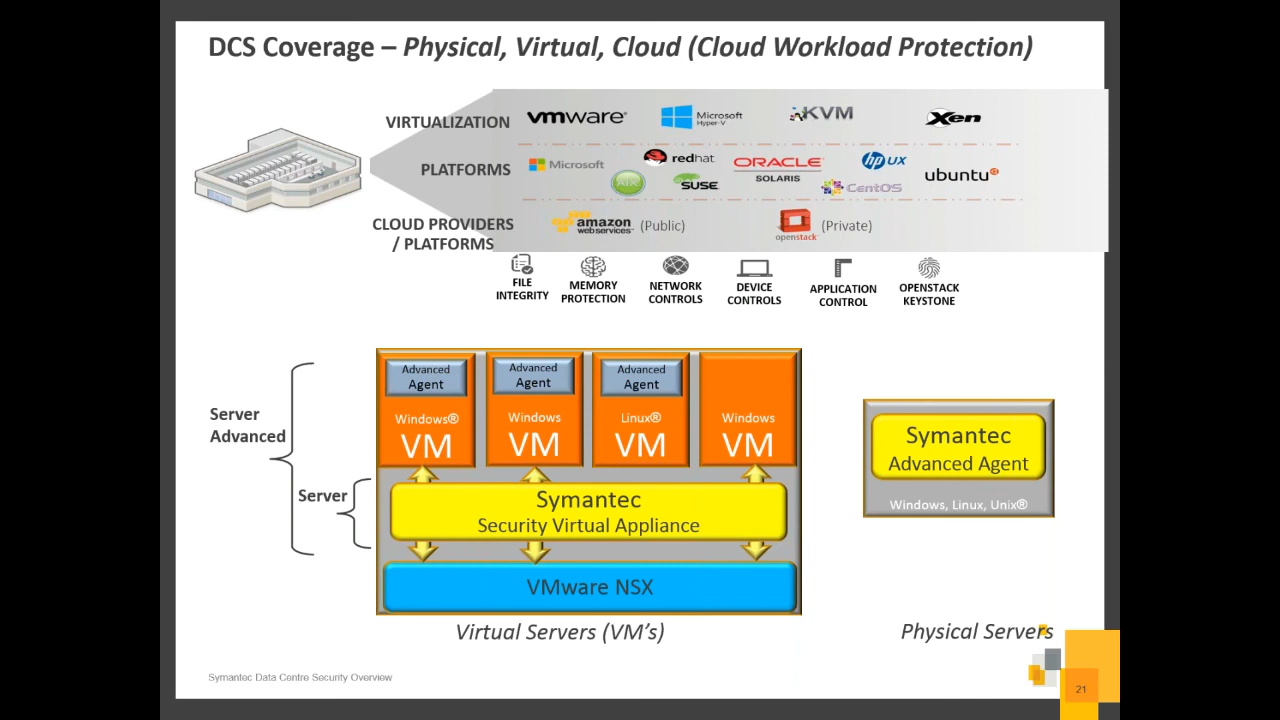 DCS Coverage – Physical, Virtual, Cloud (Cloud Workload Protection)
VIRTUALIZATION
vmware®
Microsoft
Hyper-V
KVM
Xen
PLATFORMS
Microsoft
redhat
ORACLE®
SOLARIS
hp UX
ubuntu
AIX
SUSE
CentOS
CLOUD PROVIDERS
/ PLATFORMS
amazon
webservices
(Public)
openstack
(Private)
FILE
INTEGRITY
MEMORY
PROTECTION
NETWORK
CONTROLS
DEVICE
CONTROLS
APPLICATION
CONTROL
OPENSTACK
KEYSTONE
Server
Advanced
Server
Advanced
Agent
Windows®
VM
Advanced
Agent
Windows
VM
Advanced
Agent
Linux®
VM
Windows
VM
Symantec
Security Virtual Appliance
VMware NSX
Virtual Servers (VM’s)
Symantec
Advanced Agent
Windows, Linux, Unix®
Physical Servers
Symantec Data Centre Security Overview
21